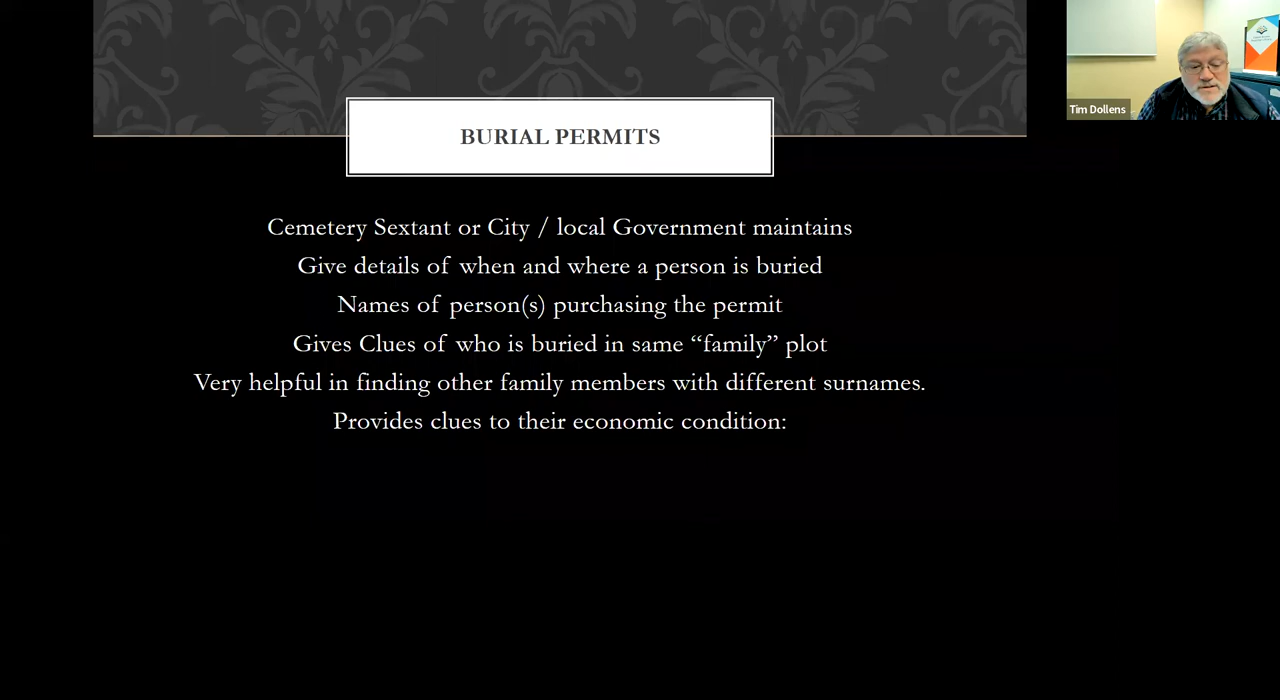 BURIAL PERMITS
Tim Dollens
Cemetery Sextant or City / local Government maintains
Give details of when and where a person is buried
Names of person(s) purchasing the permit
Gives Clues of who is buried in same “family” plot
Very helpful in finding other family members with different surnames.
Provides clues to their economic condition: